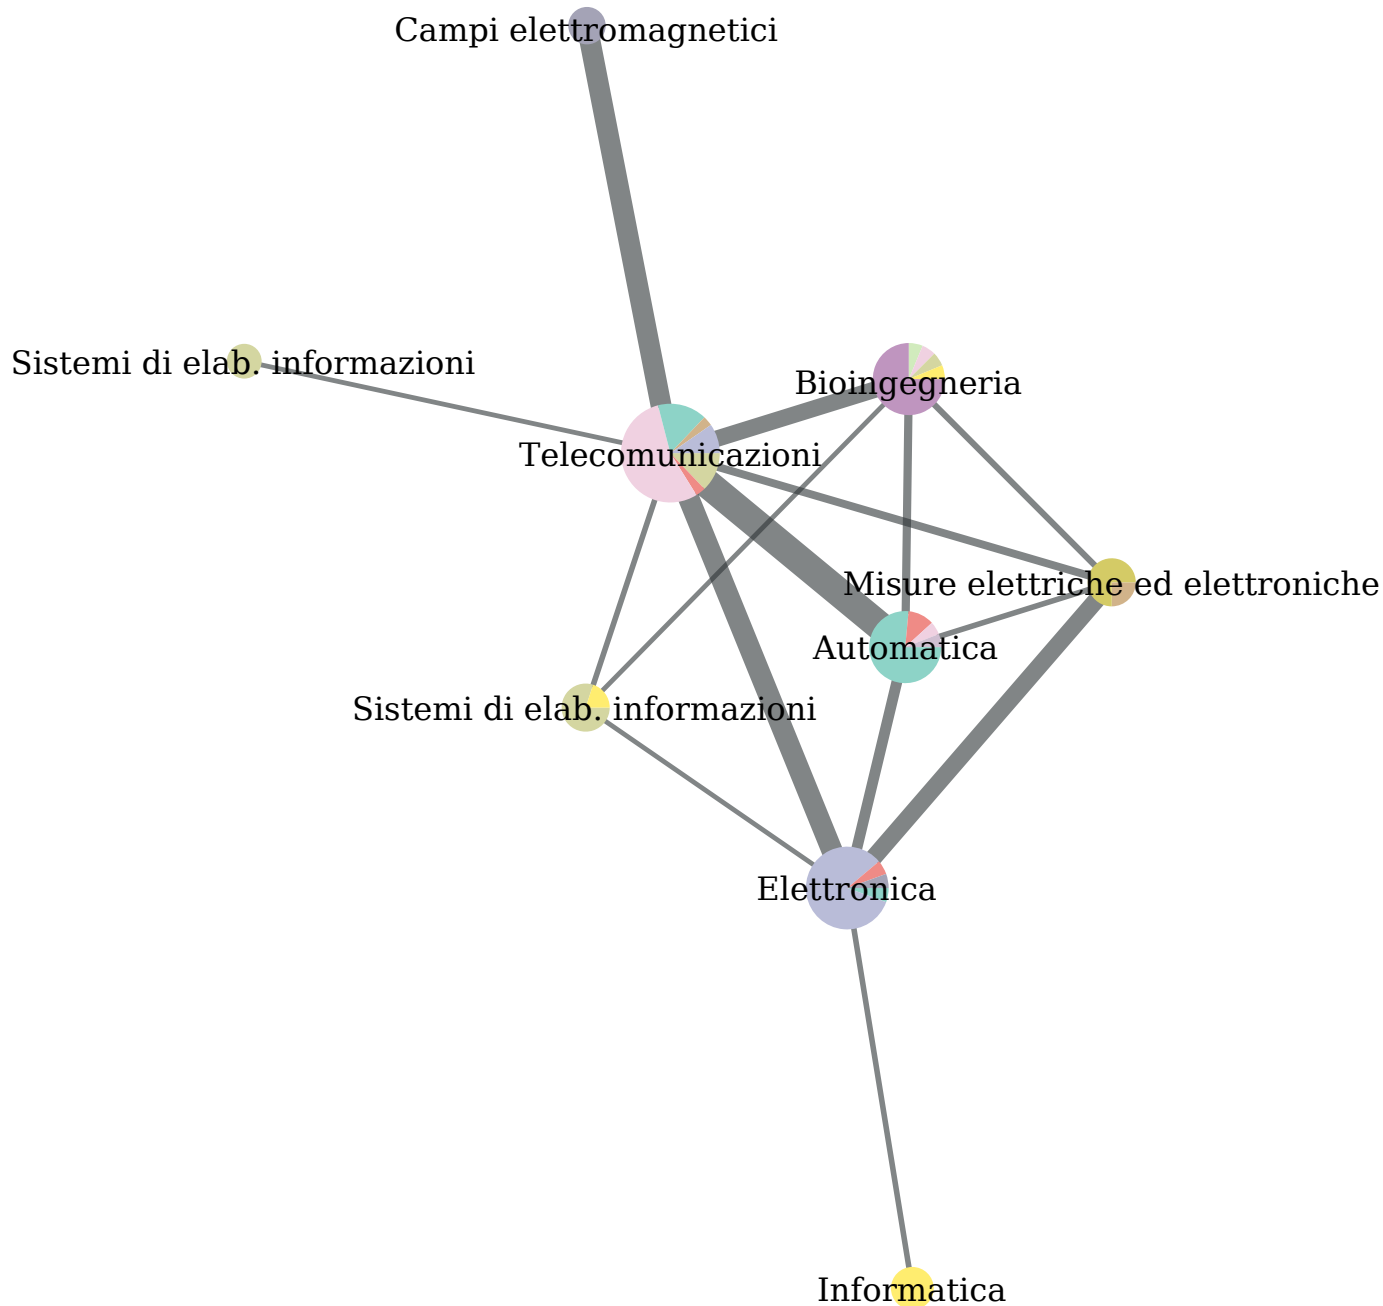 Campi elettromagnetici
Sistemi di elab. informazioni
Bioingegneria
Telecomunicazioni
Misure elettriche ed elettroniche
Automatica
Sistemi di elab. informazioni
Elettronica
Informatica